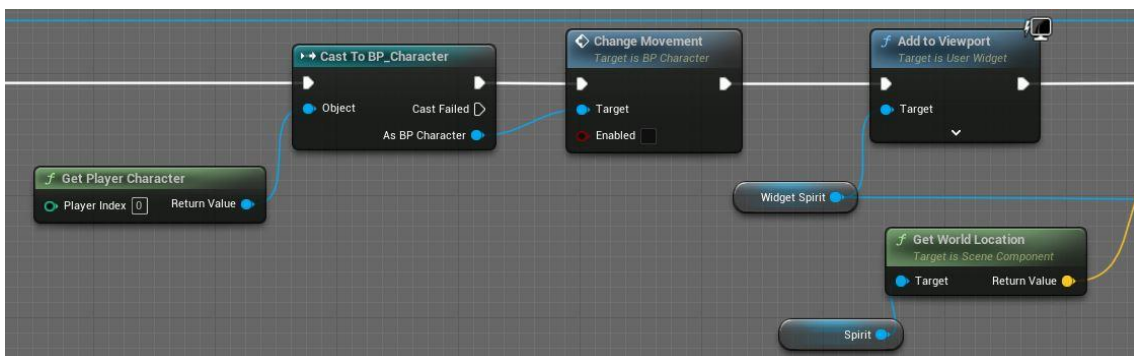 Cast To BP_Character
Object
Cast Failed
As BP Character
Get Player Character
Player Index 0
Return Value
Change Movement
Target is BP Character
Target
Enabled
Add to Viewport
Target is User Widget
Target
Widget Spirit
Get World Location
Target is Scene Component
Target
Return Value
Spirit